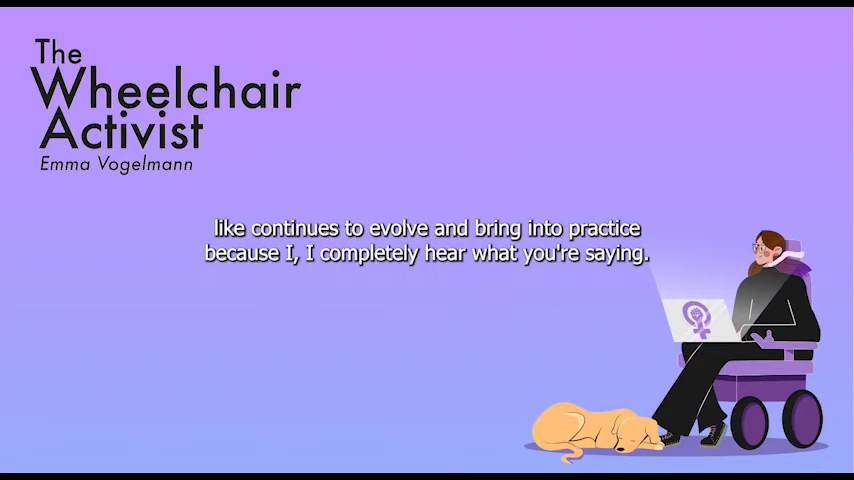 The
Wheelchair
Activist
Emma Vogelmann
like continues to evolve and bring into practice
because I, I completely hear what you're saying.